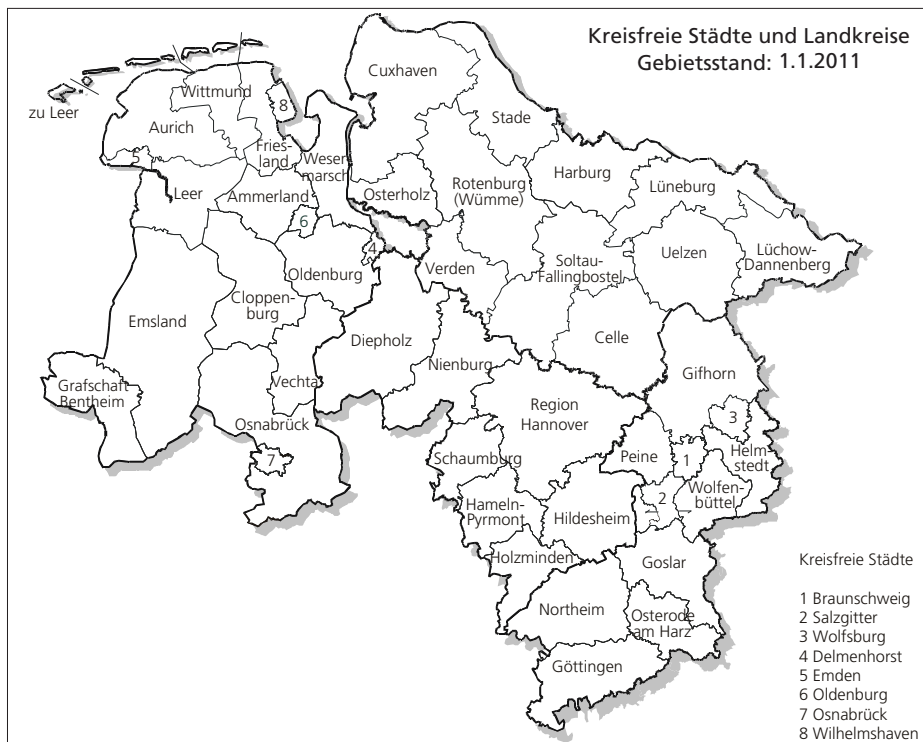 Kreisfreie Städte und Landkreise
Gebietsstand: 1.1.2011
Cuxhaven
Wittmund
zu Leer
8
Stade
Aurich
Fries-
land
Weser-
marsch
5
Harburg
Leer
Ammerland
Osterholz
Rotenburg
(Wümme)
Lüneburg
6
4
Oldenburg
Verden
Soltau-
Fallingbostel
Uelzen
Lüchow-
Dannenberg
Cloppen-
burg
Emsland
Diepholz
Celle
Nienburg
Grafschaft
Bentheim
Vechta
Gifhorn
Region
Hannover
Osnabrück
3
7
Schaumburg
Peine
1
Helm-
stedt
2
Wolfen-
büttel
Hameln-
Pyrmont
Hildesheim
Holzminden
Goslar
Northeim
Osterode
am Harz
Göttingen
Kreisfreie Städte
1 Braunschweig
2 Salzgitter
3 Wolfsburg
4 Delmenhorst
5 Emden
6 Oldenburg
7 Osnabrück
8 Wilhelmshaven